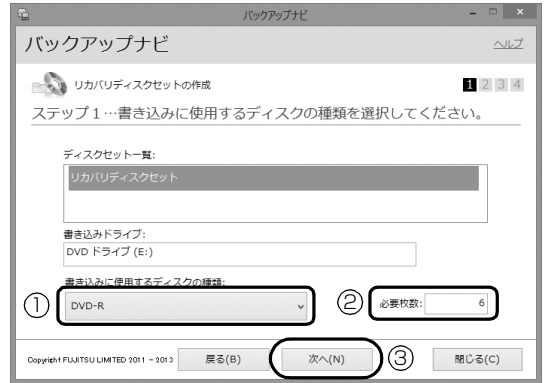 バックアップナビ
バックアップナビ
ヘルプ
リカバリディスクセットの作成
1 2 3 4
ステップ1…書き込みに使用するディスクの種類を選択してください。
ディスクセット一覧:
リカバリディスクセット
書き込みドライブ:
DVD ドライブ (E:)
書き込みに使用するディスクの種類:
① DVD-R
② 必要枚数: 6
Copyright FUJITSU LIMITED 2011 - 2013
戻る(B)
次へ(N)
③
閉じる(C)